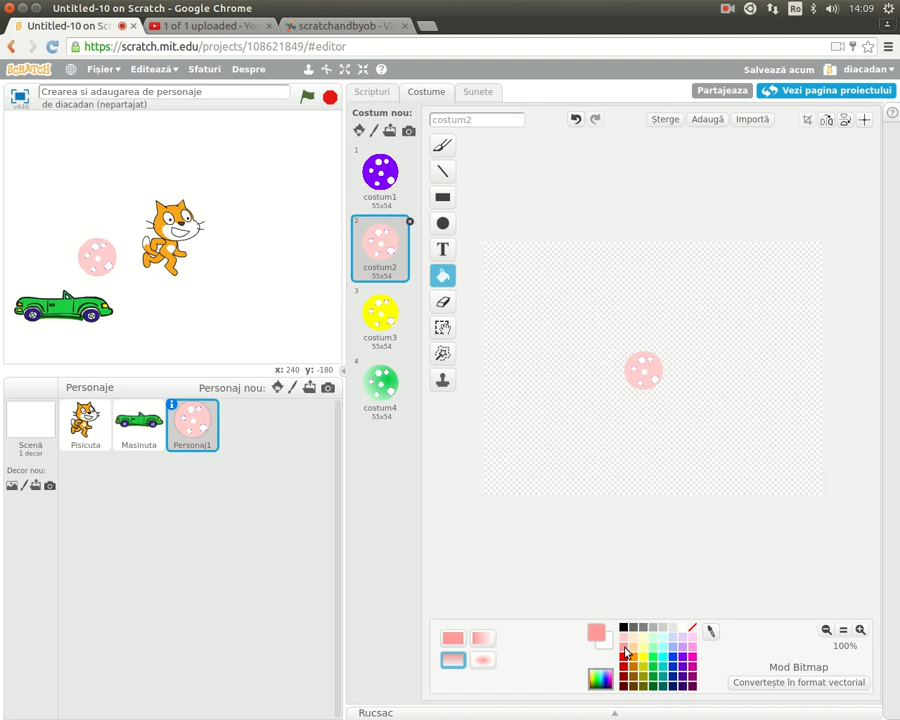 Untitled-10 on Scratch - Google Chrome
Ro
14:09
Untitled-10 on Scr
1 of 1 uploaded - You
scratchandbyob - Vi
https://scratch.mit.edu/projects/108621849/#editor
SCRATCH
Fișier
Editează
Sfaturi
Despre
Salvează acum
diacadan
v446
Crearea si adaugarea de personaje
de diacadan (nepartajat)
Scripturi
Costume
Sunete
Partajeaza
Vezi pagina proiectului
Costum nou:
costum2
Șterge
Adaugă
Importă
1
costum1
55x54
2
costum2
55x54
3
costum3
55x54
4
costum4
55x54
T
x: 240 y: -180
Personaje
Personaj nou:
Scenă
1 decor
Decor nou:
Pisicuta
Masinuta
Personaj1
100%
Mod Bitmap
Convertește în format vectorial
Rucsac